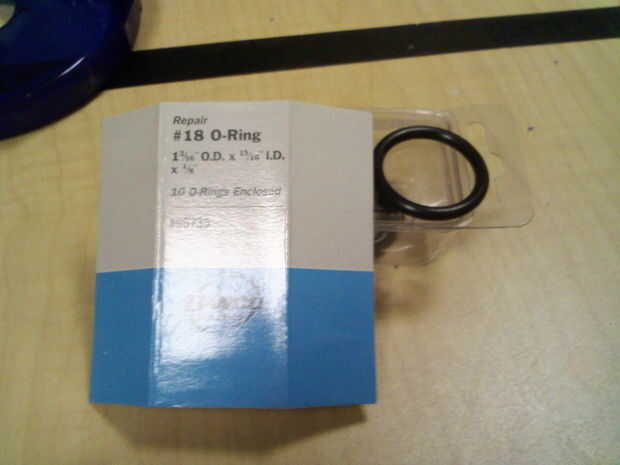 Repair
#18 O-Ring
1 3/16" O.D. x 15/16" I.D.
x 1/8"
10 O-Rings Enclosed